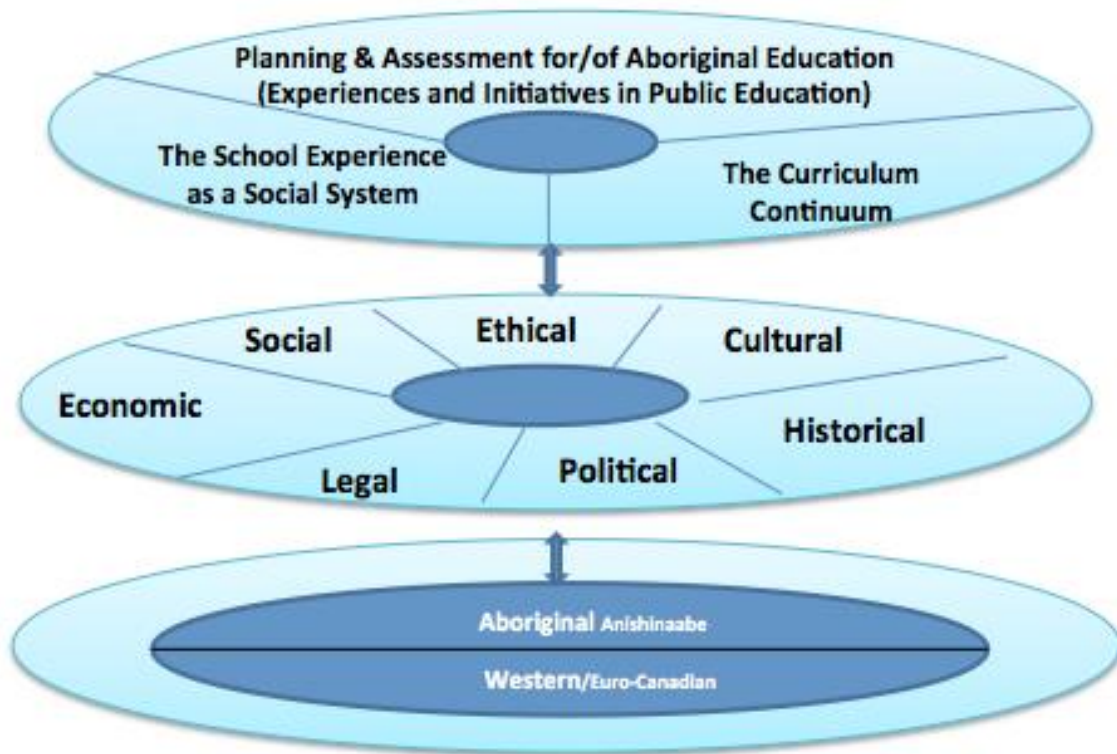 Planning & Assessment for/of Aboriginal Education
(Experiences and Initiatives in Public Education)
The School Experience
as a Social System
The Curriculum
Continuum
Social
Ethical
Cultural
Economic
Historical
Legal
Political
Aboriginal Anishinaabe
Western/Euro-Canadian